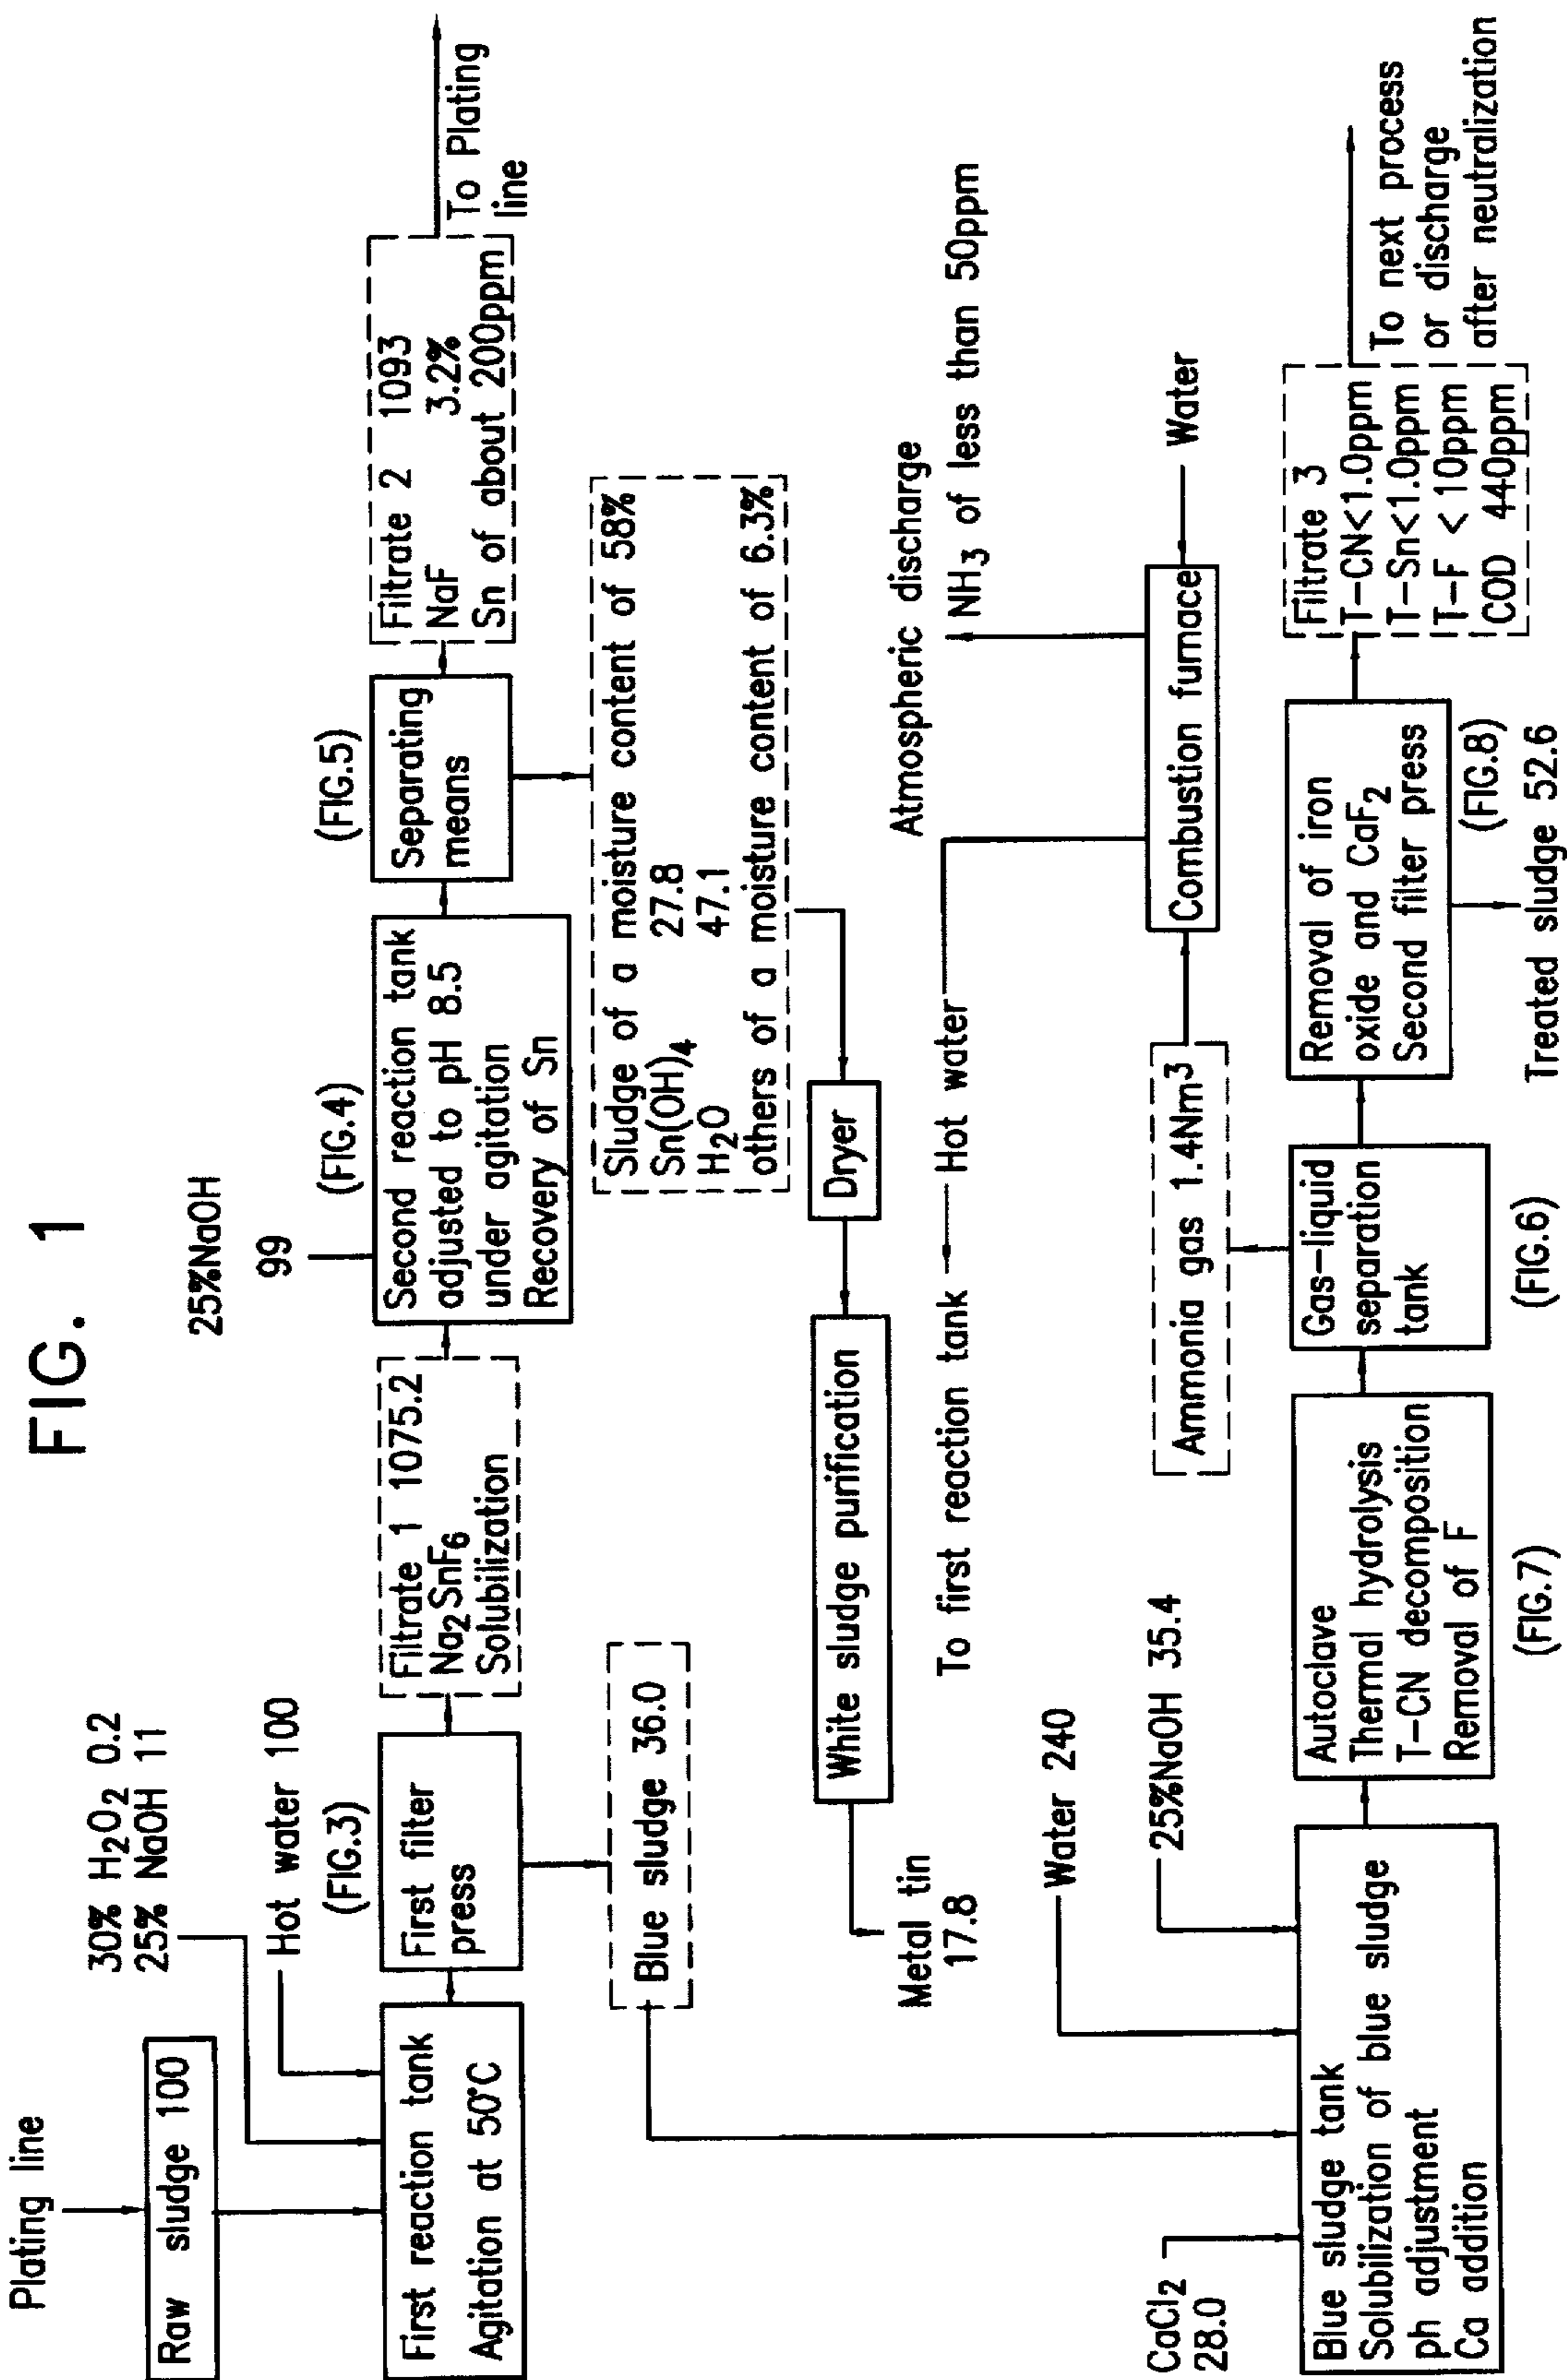 FIG. 1
Plating line
Raw sludge 100
30% H₂O₂ 0.2
25% NaOH 11
Hot water 100
First reaction tank
Agitation at 50°C
(FIG.3)
First filter
press
Filtrate 1 1075.2
Na₂SnF₆
Solubilization
25%NaOH
99
(FIG.4)
Second reaction tank
adjusted to pH 8.5
under agitation
Recovery of Sn
(FIG.5)
Separating
means
Filtrate 2 1093
NaF 3.2%
Sn of about 200ppm
To Plating
line
Blue sludge 36.0
Sludge of a moisture content of 58%
Sn(OH)₄ 27.8
H₂O 47.1
others of a moisture content of 6.3%
Dryer
White sludge purification
Metal tin
17.8
To first reaction tank
Hot water
Atmospheric discharge
NH₃ of less than 50ppm
Combustion furnace
Water
Ammonia gas 1.4Nm³
CaCl₂
28.0
Water 240
25%NaOH 35.4
Blue sludge tank
Solubilization of blue sludge
ph adjustment
Ca addition
Autoclave
Thermal hydrolysis
T-CN decomposition
Removal of F
(FIG.7)
Gas-liquid
separation
tank
(FIG.6)
Removal of iron
oxide and CaF₂
Second filter press
(FIG.8)
Treated sludge 52.6
Filtrate 3
T-CN<1.0ppm
T-Sn<1.0ppm
T-F <10ppm
COD 440ppm
To next process
or discharge
after neutralization